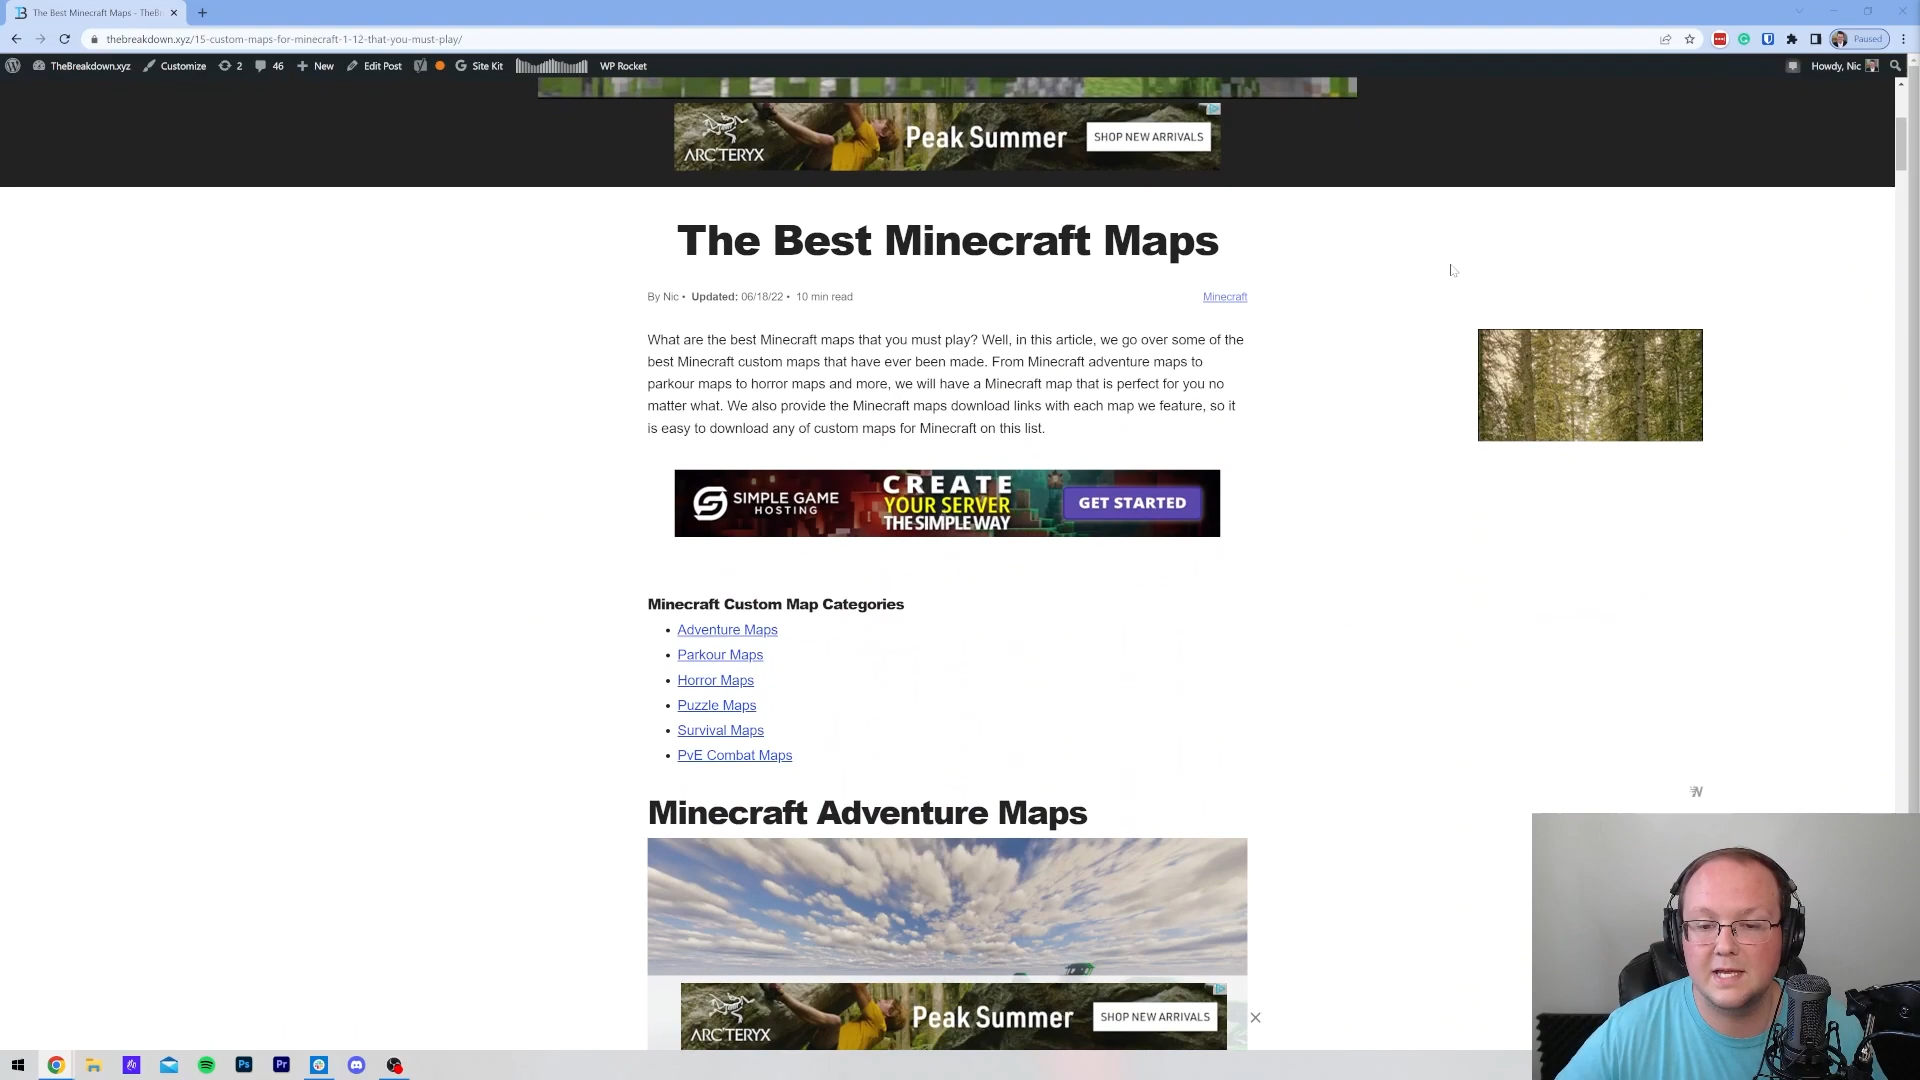 The Best Minecraft Maps - TheBr
thebreakdown.xyz/15-custom-maps-for-minecraft-1-12-that-you-must-play/
Paused
TheBreakdown.xyz Customize 2 46 New Edit Post Site Kit WP Rocket
Howdy, Nic
ARC'TERYX
Peak Summer
SHOP NEW ARRIVALS
The Best Minecraft Maps
By Nic • Updated: 06/18/22 • 10 min read
Minecraft
What are the best Minecraft maps that you must play? Well, in this article, we go over some of the
best Minecraft custom maps that have ever been made. From Minecraft adventure maps to
parkour maps to horror maps and more, we will have a Minecraft map that is perfect for you no
matter what. We also provide the Minecraft maps download links with each map we feature, so it
is easy to download any of custom maps for Minecraft on this list.
SIMPLE GAME
HOSTING
CREATE
YOUR SERVER
THE SIMPLE WAY
GET STARTED
Minecraft Custom Map Categories
• Adventure Maps
• Parkour Maps
• Horror Maps
• Puzzle Maps
• Survival Maps
• PvE Combat Maps
Minecraft Adventure Maps
ARC'TERYX
Peak Summer
SHOP NEW ARRIVALS
Ps
Pr